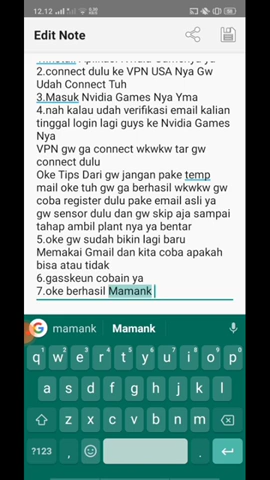 12.12
Edit Note
2.connect dulu ke VPN USA Nya Gw
Udah Connect Tuh
3.Masuk Nvidia Games Nya Yma
4.nah kalau udah verifikasi email kalian
tinggal login lagi guys ke Nvidia Games
Nya
VPN gw ga connect wkwkw tar gw
connect dulu
Oke Tips Dari Gw jangan pake temp
mail oke tuh gw ga berhasil wkwkw gw
coba register dulu pake email asli ya
gw sensor dulu dan gw skip aja sampai
tahap ambil plant nya ya bentar
5.oke gw sudah bikin lagi baru
Memakai Gmail dan kita coba apakah
bisa atau tidak
6.gasskeun cobain ya
7.oke berhasil Mamank
mamank Mamank
q w e r t y u i o p
a s d f g h j k l
z x c v b n m
?123 , .